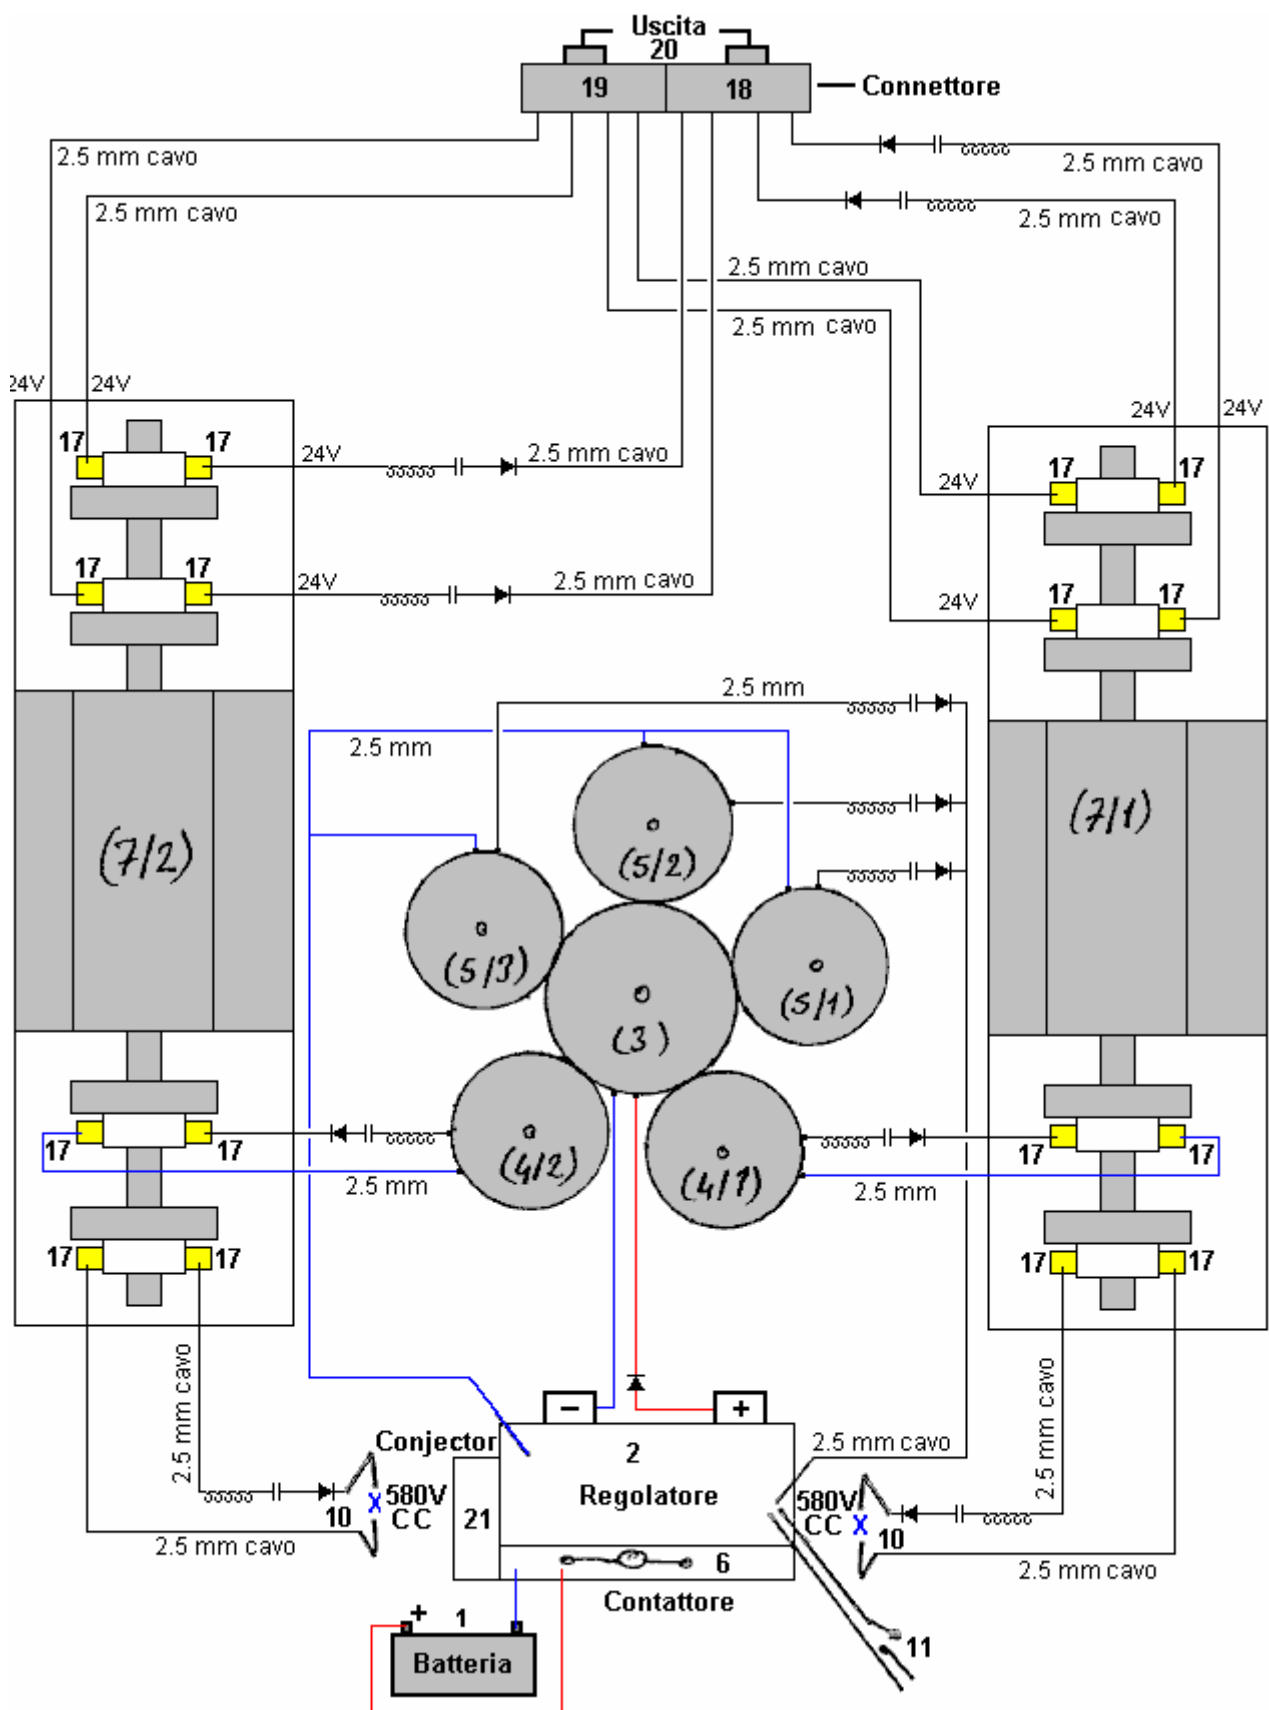 Uscita
20
19
18
Connettore
2.5 mm cavo
2.5 mm cavo
2.5 mm cavo
2.5 mm cavo
2.5 mm cavo
2.5 mm cavo
24V
24V
24V
24V
17
17
24V
2.5 mm cavo
17
17
24V
17
17
24V
2.5 mm cavo
17
17
24V
2.5 mm
2.5 mm
(7/2)
(7/1)
(5/2)
(5/3)
(5/1)
(3)
17
17
(4/2)
(4/1)
17
17
2.5 mm
2.5 mm
17
17
17
17
2.5 mm cavo
2.5 mm cavo
−
+
Conjector
2
2.5 mm cavo
580V
CC
10
Regolatore
580V
CC
10
21
2.5 mm cavo
6
2.5 mm cavo
Contattore
+
1
11
Batteria